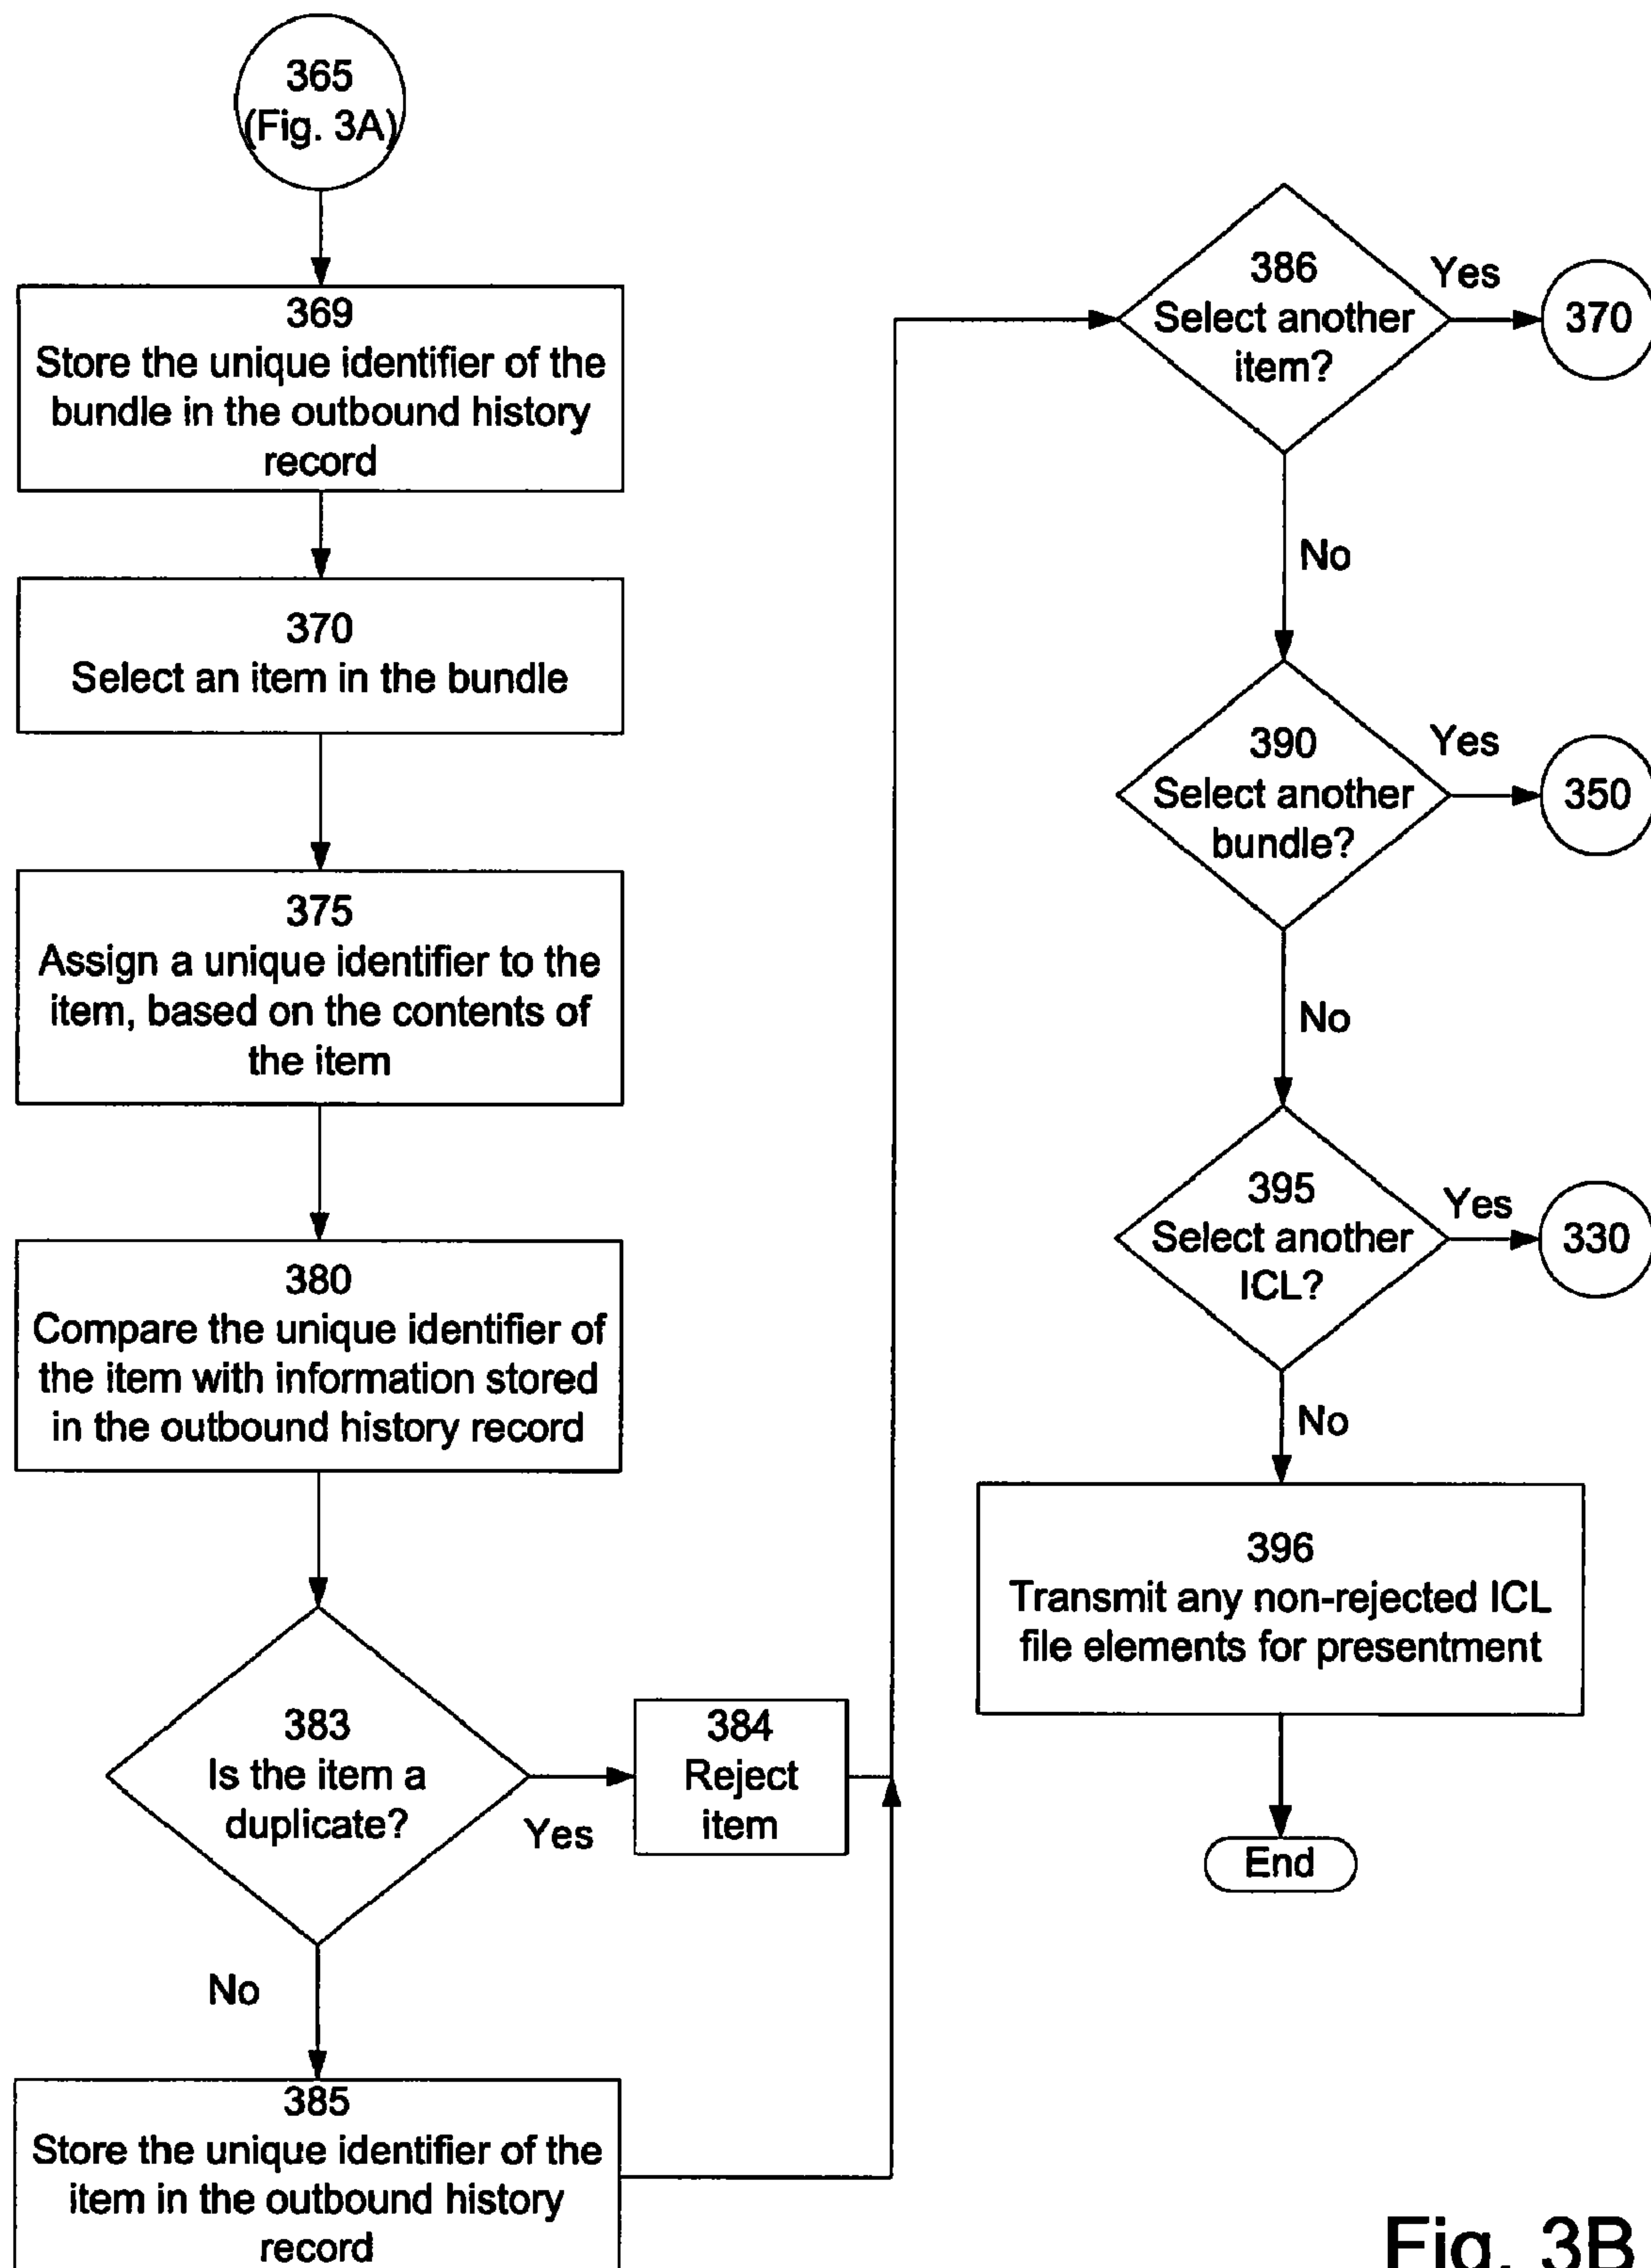 365
(Fig. 3A)
369
Store the unique identifier of the
bundle in the outbound history
record
370
Select an item in the bundle
375
Assign a unique identifier to the
item, based on the contents of
the item
380
Compare the unique identifier of
the item with information stored
in the outbound history record
383
Is the item a
duplicate?
Yes
384
Reject
item
No
385
Store the unique identifier of the
item in the outbound history
record
386
Select another
item?
Yes
370
No
390
Select another
bundle?
Yes
350
No
395
Select another
ICL?
Yes
330
No
396
Transmit any non-rejected ICL
file elements for presentment
End
Fig. 3B